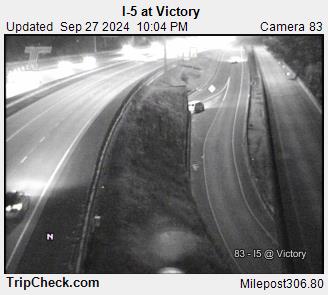 I-5 at Victory
Updated Sep 27 2024 10:04 PM Camera 83
T
N
83 - I5 @ Victory
TripCheck.com Milepost306.80